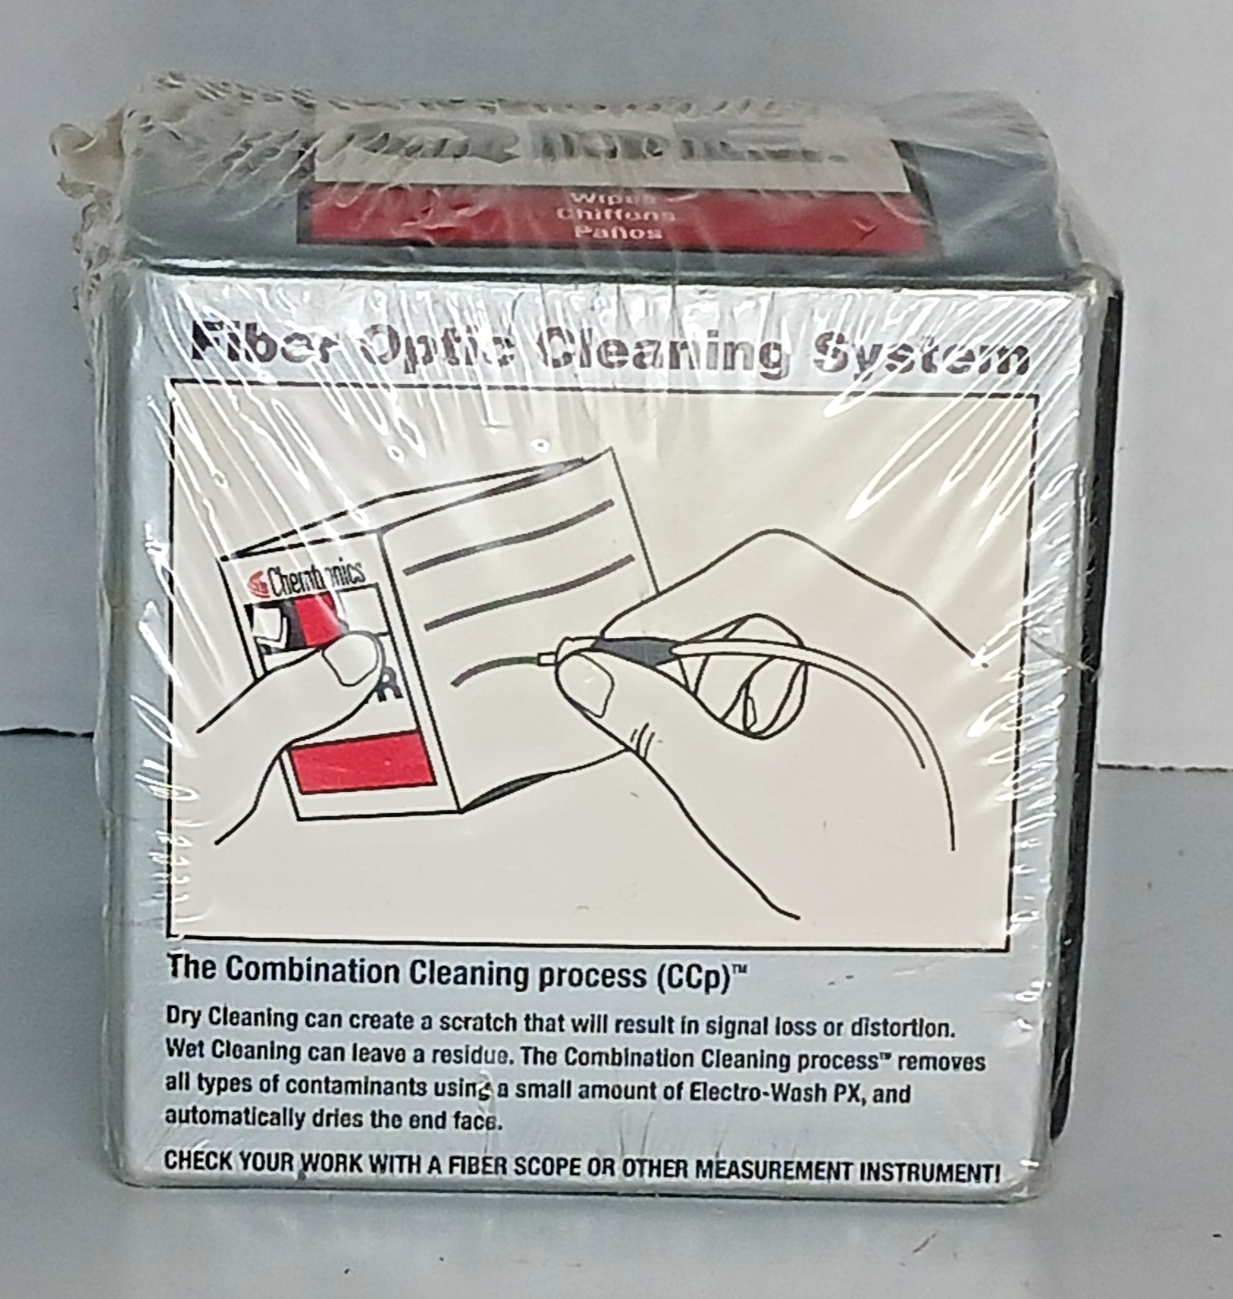 Wipes
Chiffons
Paños
Fiber Optic Cleaning System
Chemtronics
The Combination Cleaning process (CCp)™
Dry Cleaning can create a scratch that will result in signal loss or distortion.
Wet Cleaning can leave a residue. The Combination Cleaning process™ removes
all types of contaminants using a small amount of Electro-Wash PX, and
automatically dries the end face.
CHECK YOUR WORK WITH A FIBER SCOPE OR OTHER MEASUREMENT INSTRUMENT!